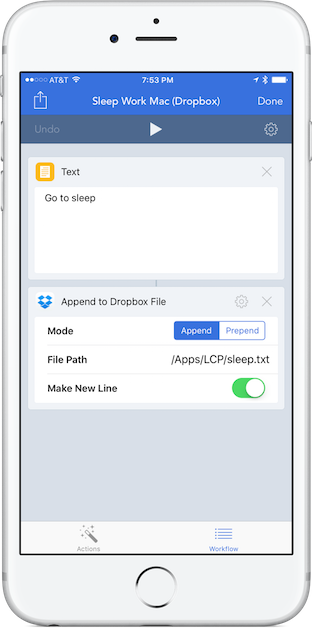 AT&T 7:53 PM
Sleep Work Mac (Dropbox) Done
Undo
Text
Go to sleep
Append to Dropbox File
Mode Append Prepend
File Path /Apps/LCP/sleep.txt
Make New Line
Actions Workflow